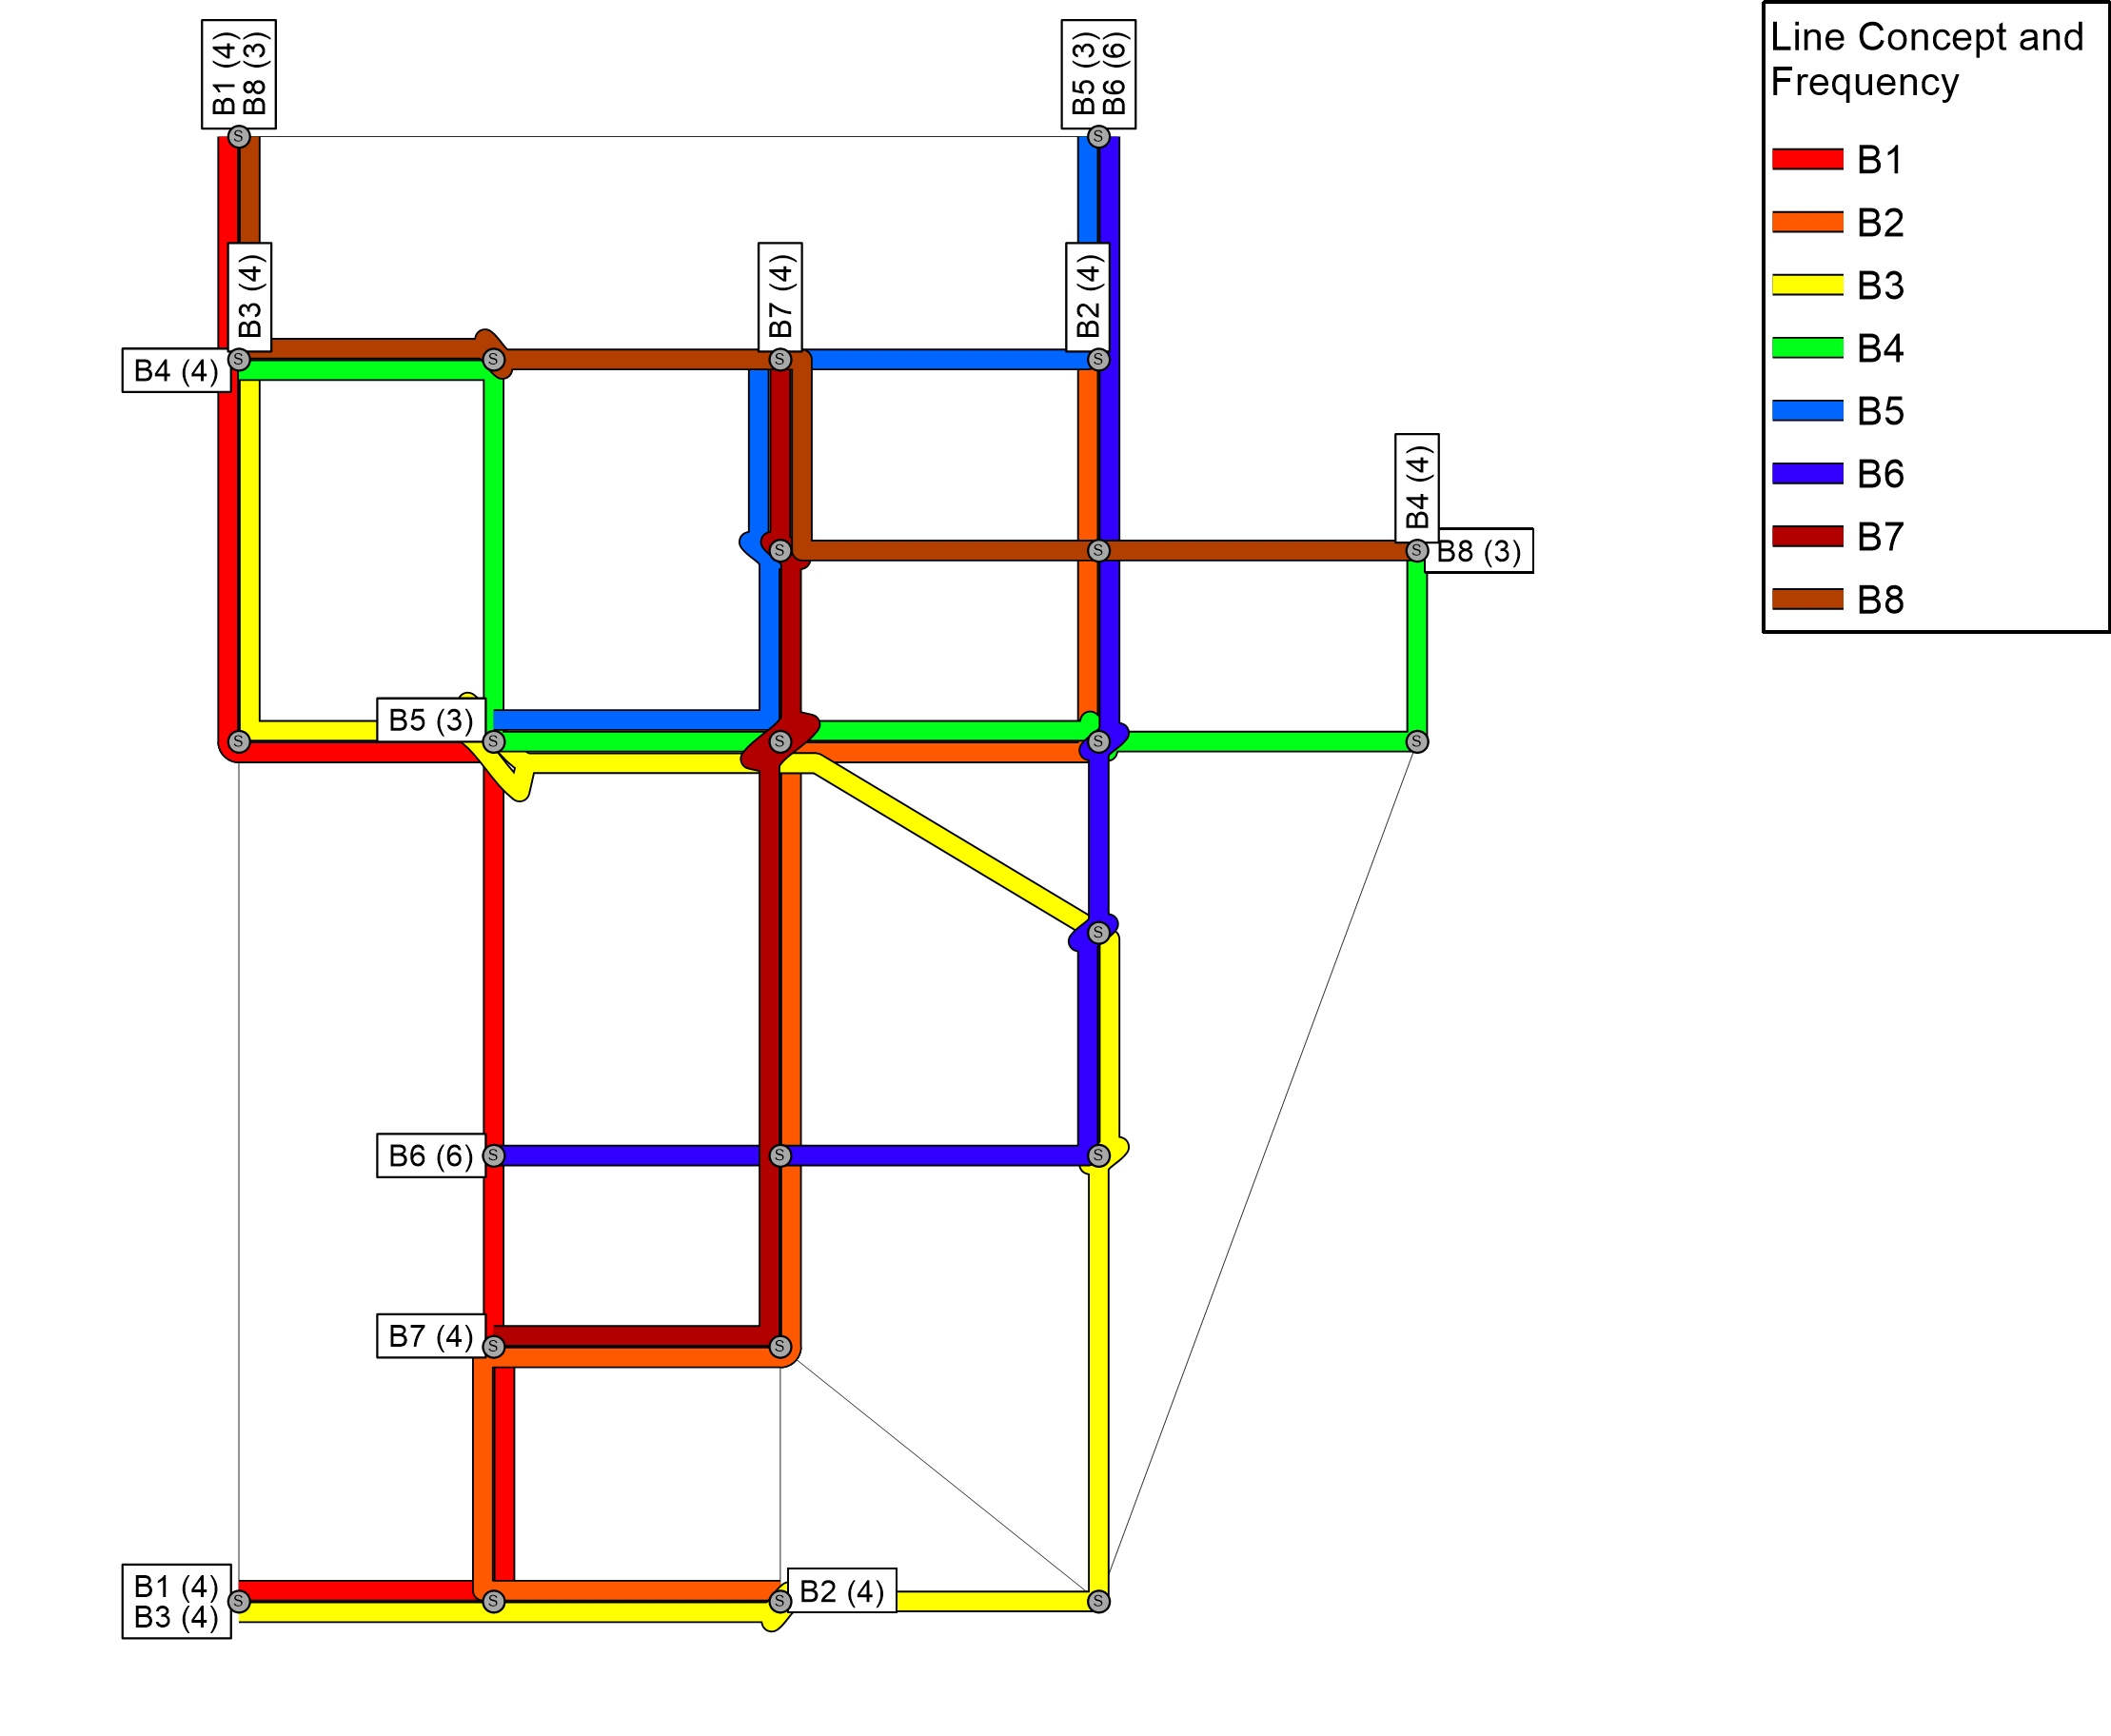 B1 (4)
B8 (3)
B5 (3)
B6 (6)
Line Concept and
Frequency
B1
B2
B3
B4
B5
B6
B7
B8
S
S
B3 (4)
B7 (4)
B2 (4)
B4 (4)
S
S
S
S
B4 (4)
B8 (3)
S
S
S
B5 (3)
S
S
S
S
S
S
B6 (6)
S
S
S
B7 (4)
S
S
B1 (4)
B3 (4)
B2 (4)
S
S
S
S